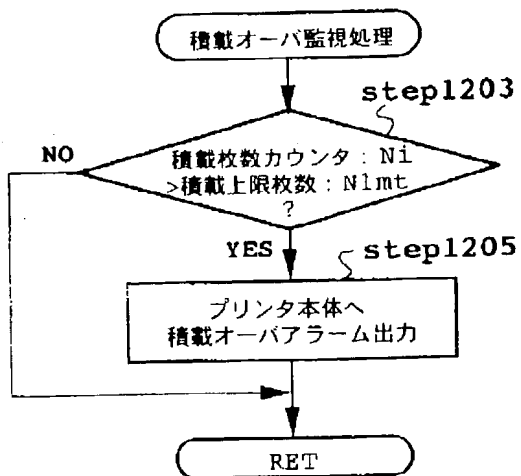 積載オーバ監視処理
step1203
NO
積載枚数カウンタ：Ni
>積載上限枚数：Nlmt
?
YES
step1205
プリンタ本体へ
積載オーバアラーム出力
RET